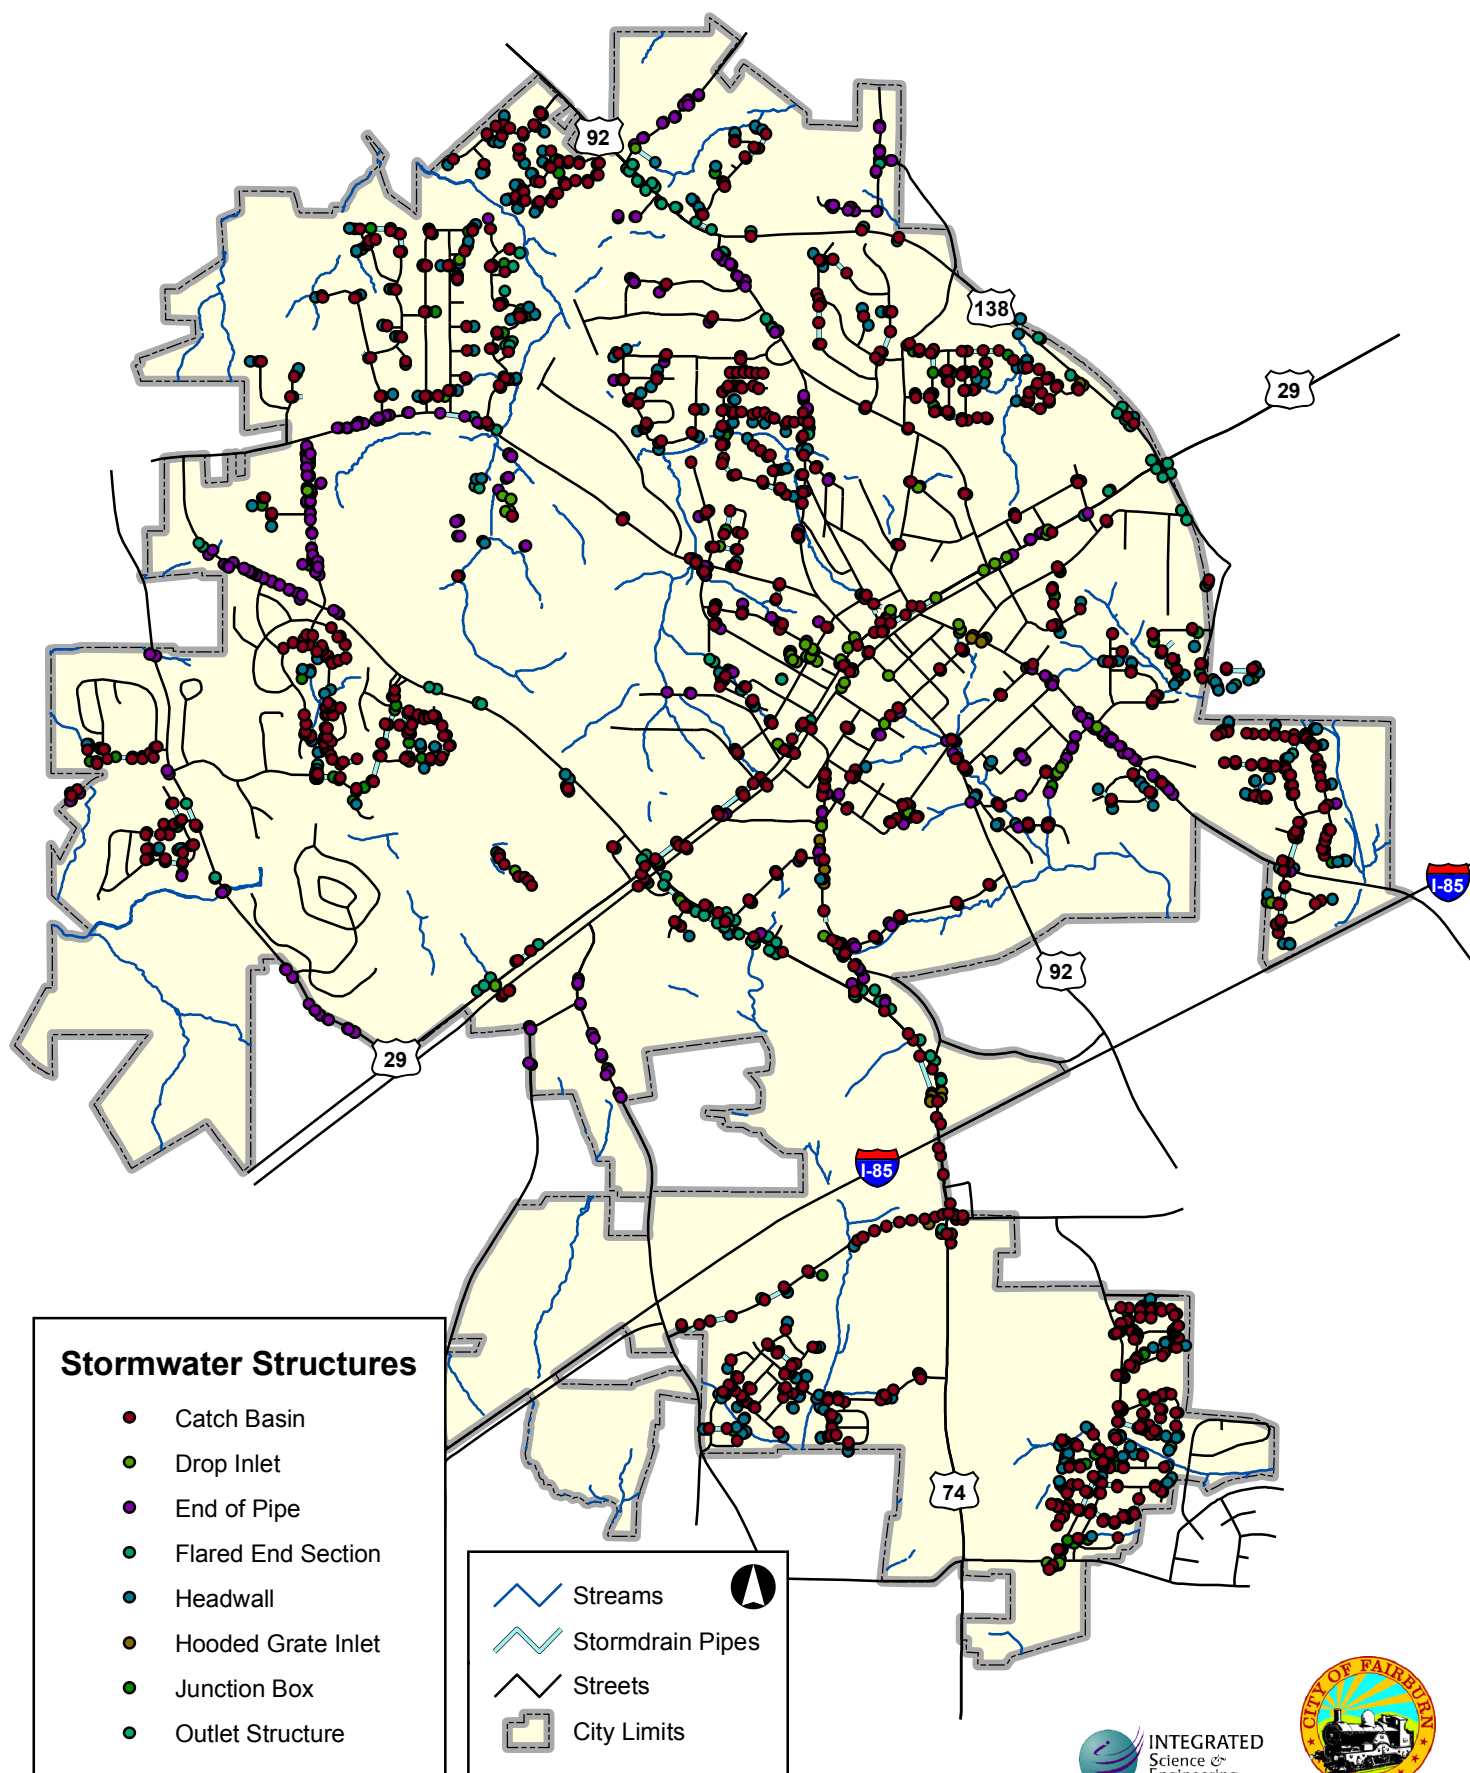 92
138
29
I-85
92
29
I-85
74
Stormwater Structures
Catch Basin
Drop Inlet
End of Pipe
Flared End Section
Headwall
Hooded Grate Inlet
Junction Box
Outlet Structure
Streams
Stormdrain Pipes
Streets
City Limits
INTEGRATED
Science &
Engineering
CITY OF FAIRBURN